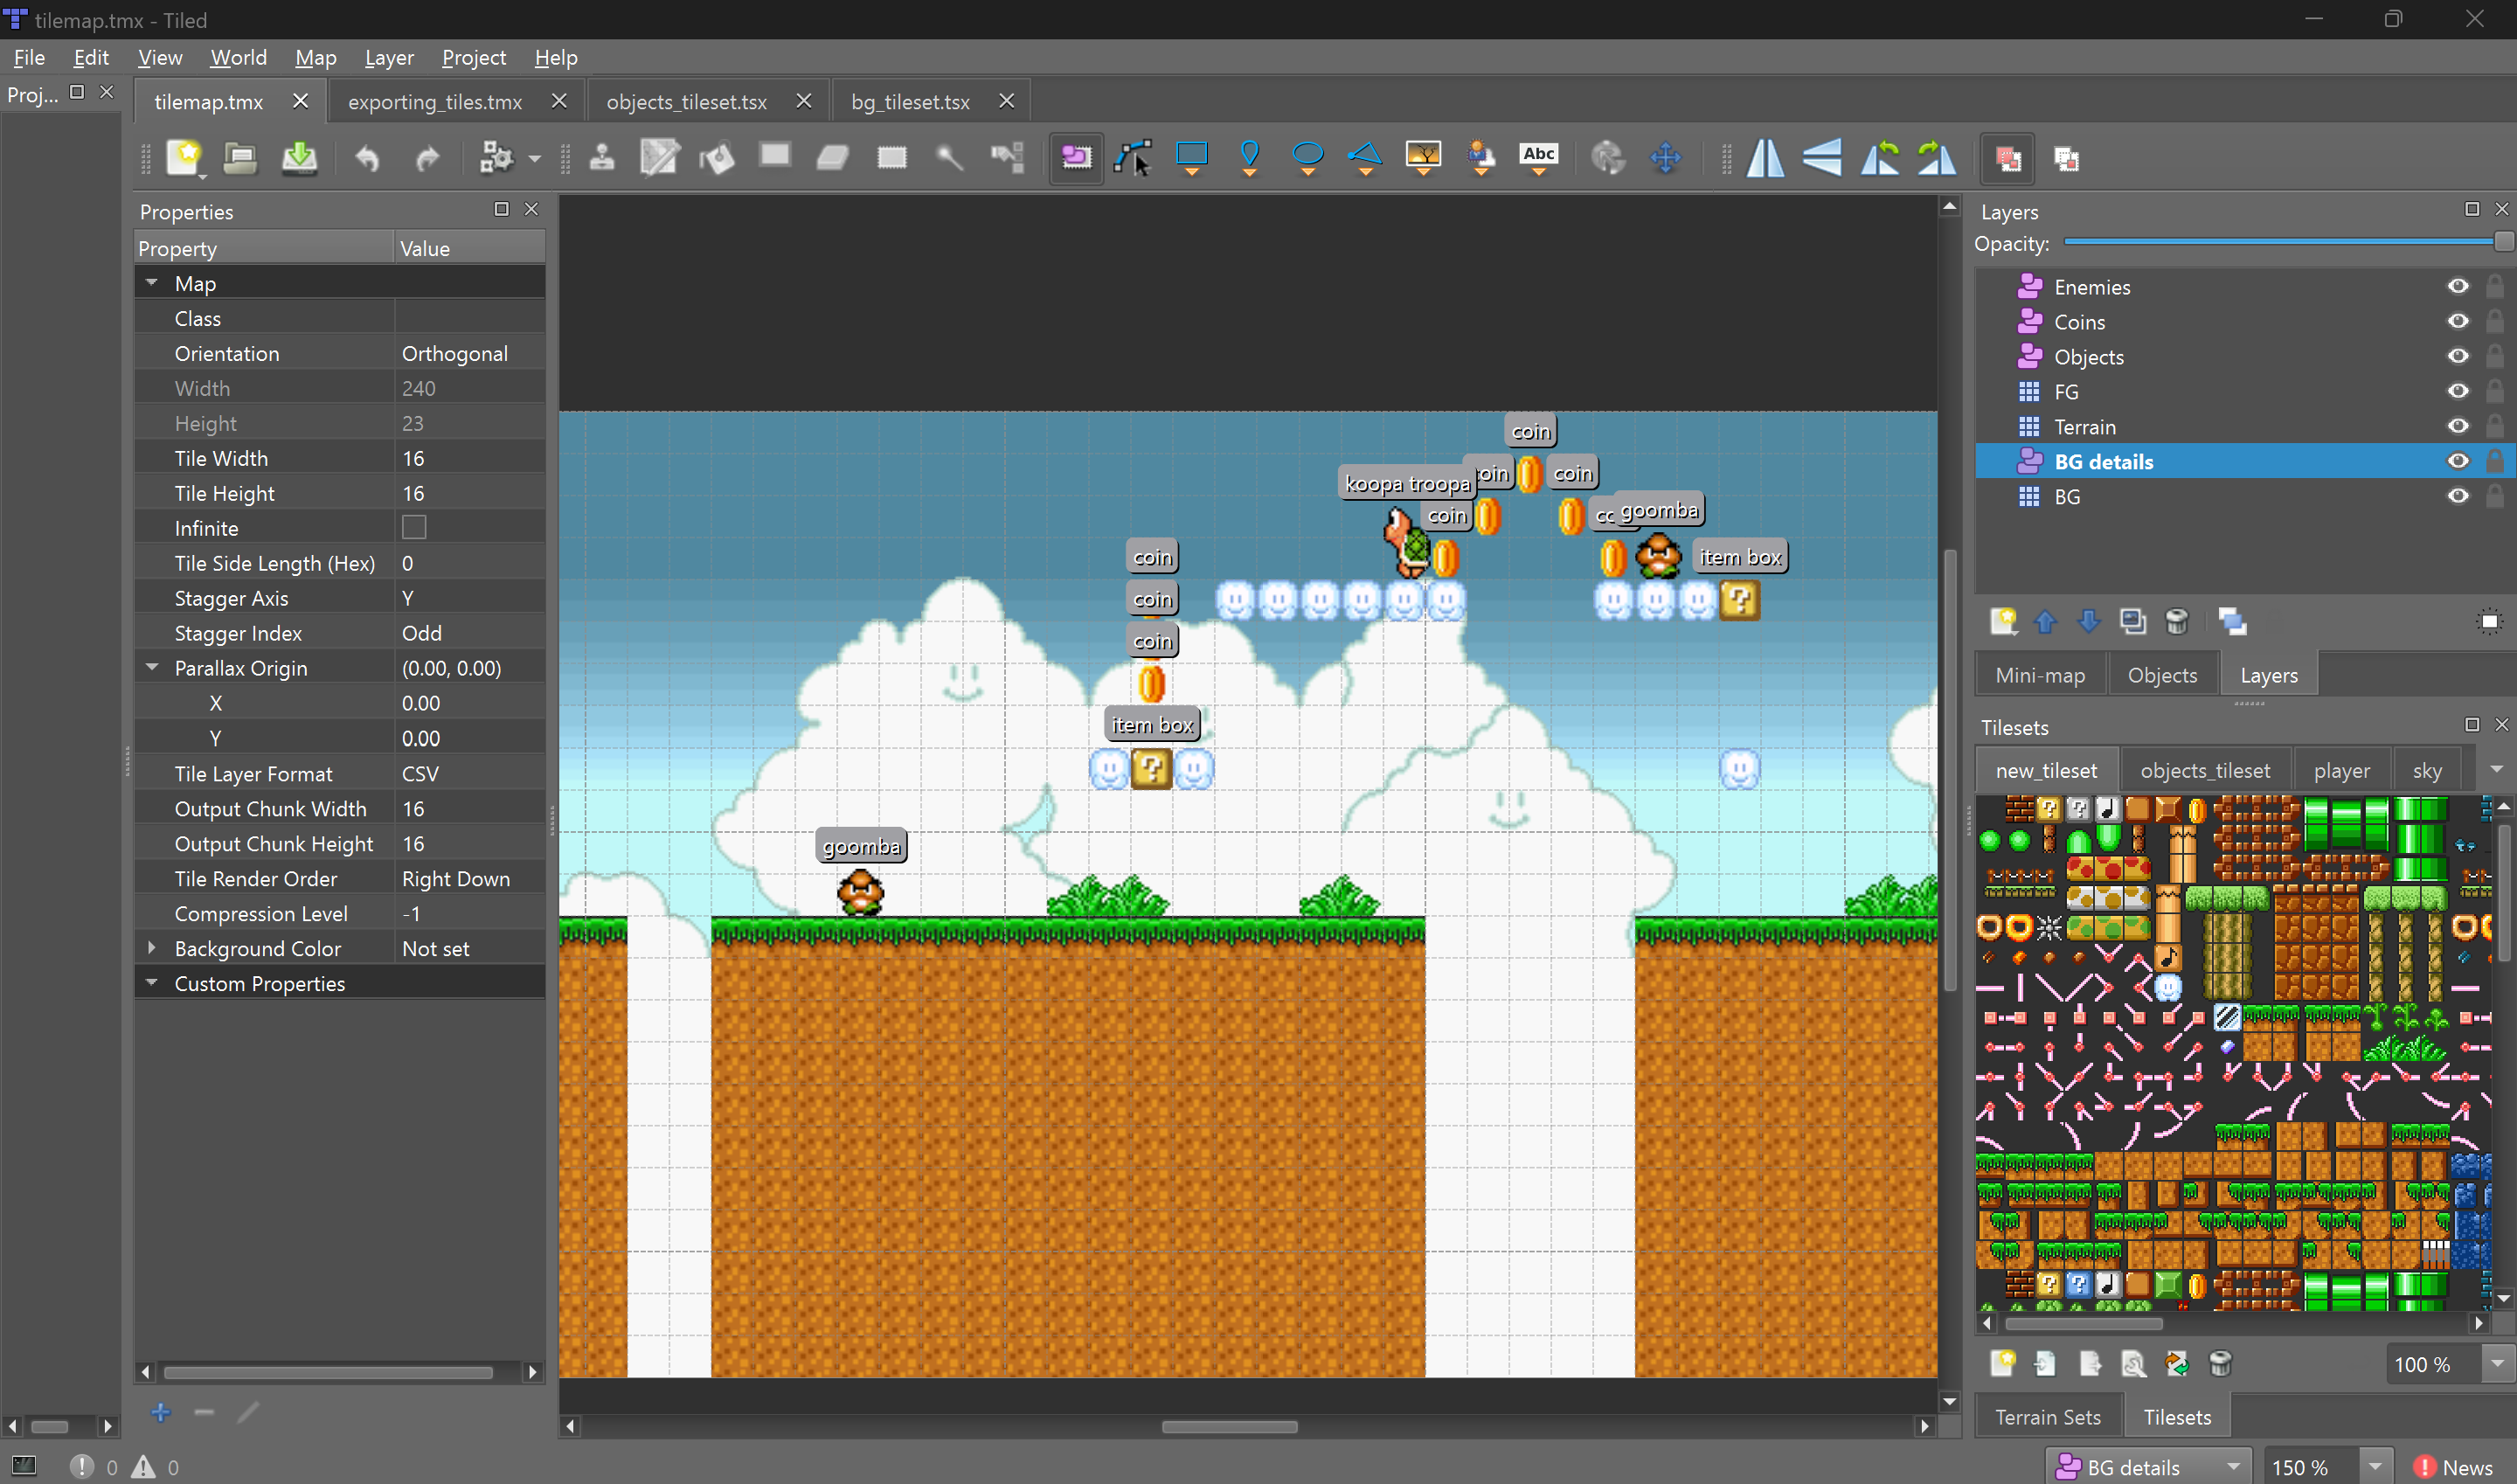 tilemap.tmx - Tiled
File Edit View World Map Layer Project Help
Proj...
tilemap.tmx exporting_tiles.tmx objects_tileset.tsx bg_tileset.tsx
Abc
Properties
Property Value
Map
Class
Orientation Orthogonal
Width 240
Height 23
Tile Width 16
Tile Height 16
Infinite
Tile Side Length (Hex) 0
Stagger Axis Y
Stagger Index Odd
Parallax Origin (0.00, 0.00)
X 0.00
Y 0.00
Tile Layer Format CSV
Output Chunk Width 16
Output Chunk Height 16
Tile Render Order Right Down
Compression Level -1
Background Color Not set
Custom Properties
coin
coin coin
koopa troopa
coin goomba
coin item box
coin
coin
item box
goomba
Layers
Opacity:
Enemies
Coins
Objects
FG
Terrain
BG details
BG
Mini-map Objects Layers
Tilesets
new_tileset objects_tileset player sky
100 %
Terrain Sets Tilesets
0 0
BG details 150 % News